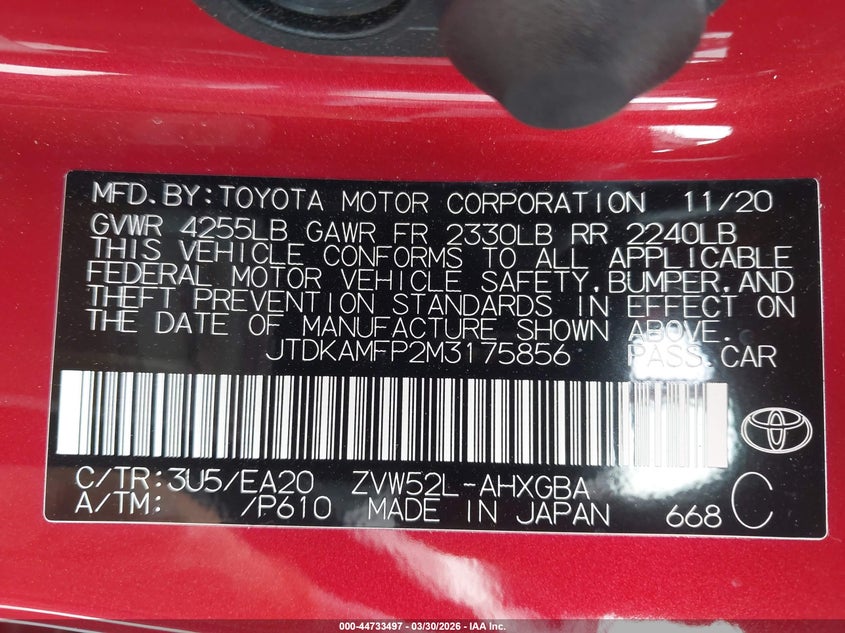 MFD.BY:TOYOTA MOTOR CORPORATION 11/20
GVWR 4255LB GAWR FR 2330LB RR 2240LB
THIS VEHICLE CONFORMS TO ALL APPLICABLE
FEDERAL MOTOR VEHICLE SAFETY,BUMPER,AND
THEFT PREVENTION STANDARDS IN EFFECT ON
THE DATE OF MANUFACTURE SHOWN ABOVE.
JTDKAMFP2M3175856 PASS.CAR
C/TR:3U5/EA20 ZVW52L-AHXGBA
A/TM: /P610 MADE IN JAPAN 668 C
000-44733497 — 03/30/2026 — IAA Inc.